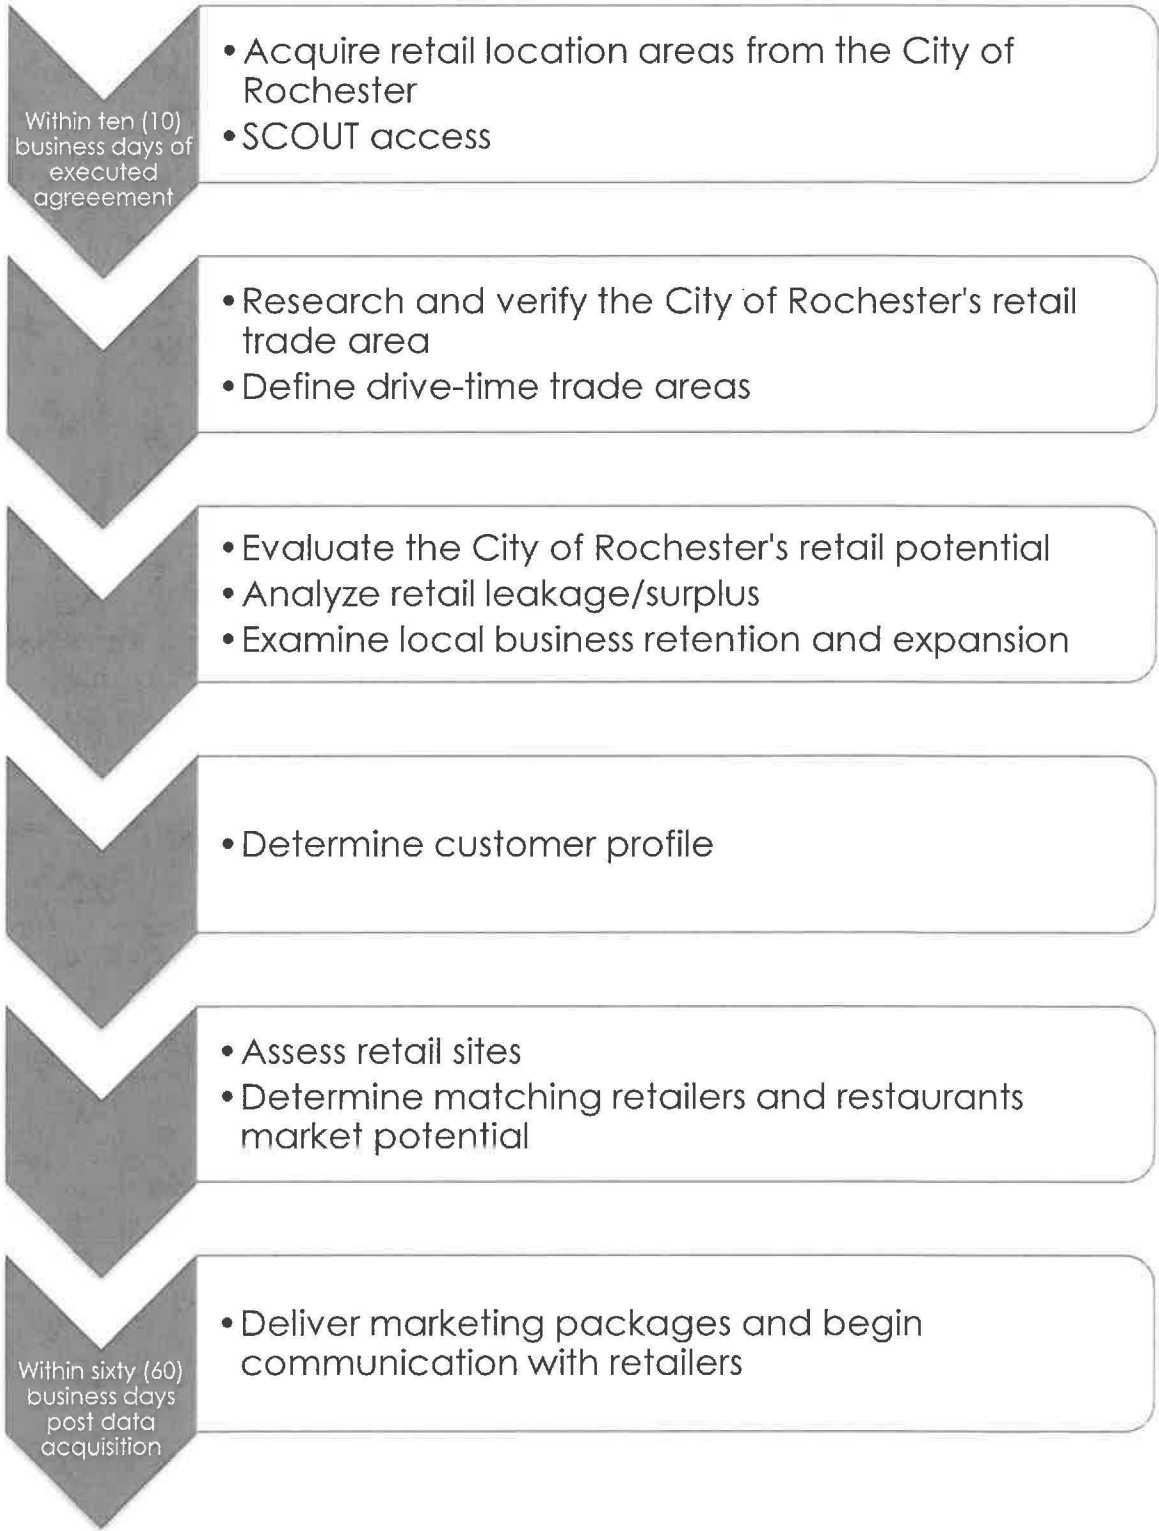 Within ten (10)
business days of
executed
agreeement
• Acquire retail location areas from the City of
Rochester
• SCOUT access
• Research and verify the City of Rochester's retail
trade area
• Define drive-time trade areas
• Evaluate the City of Rochester's retail potential
• Analyze retail leakage/surplus
• Examine local business retention and expansion
• Determine customer profile
• Assess retail sites
• Determine matching retailers and restaurants
market potential
Within sixty (60)
business days
post data
acquisition
• Deliver marketing packages and begin
communication with retailers